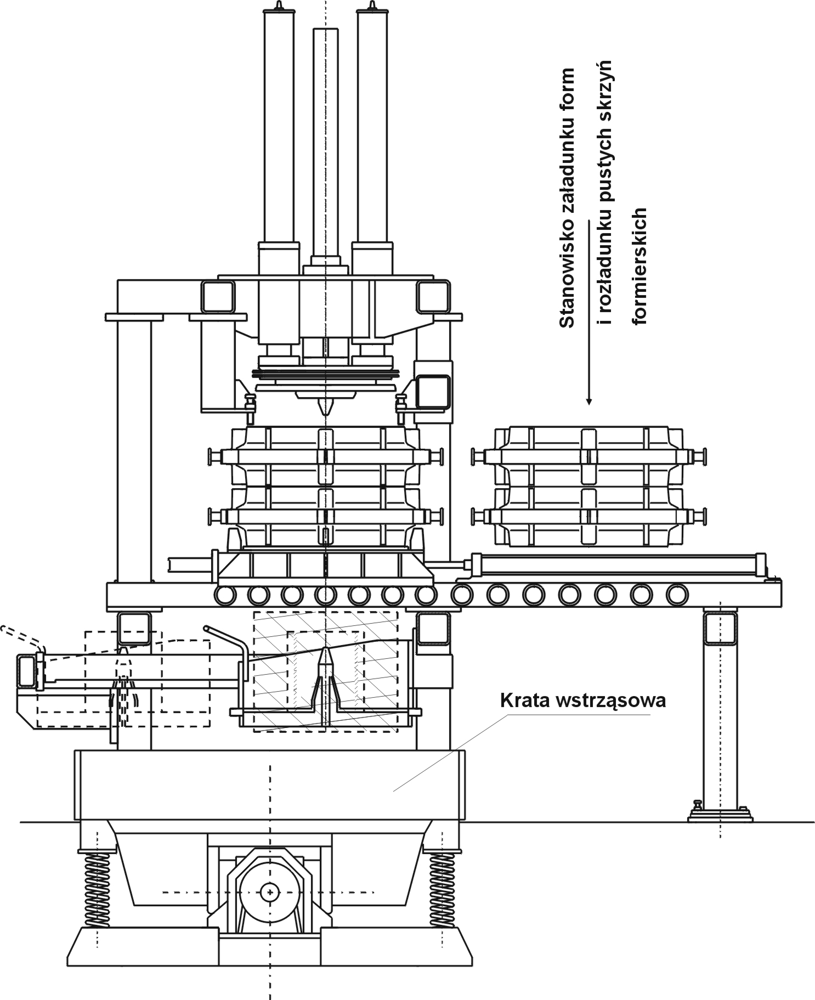 Stanowisko załadunku form
i rozładunku pustych skrzyń
formierskich
Krata wstrząsowa